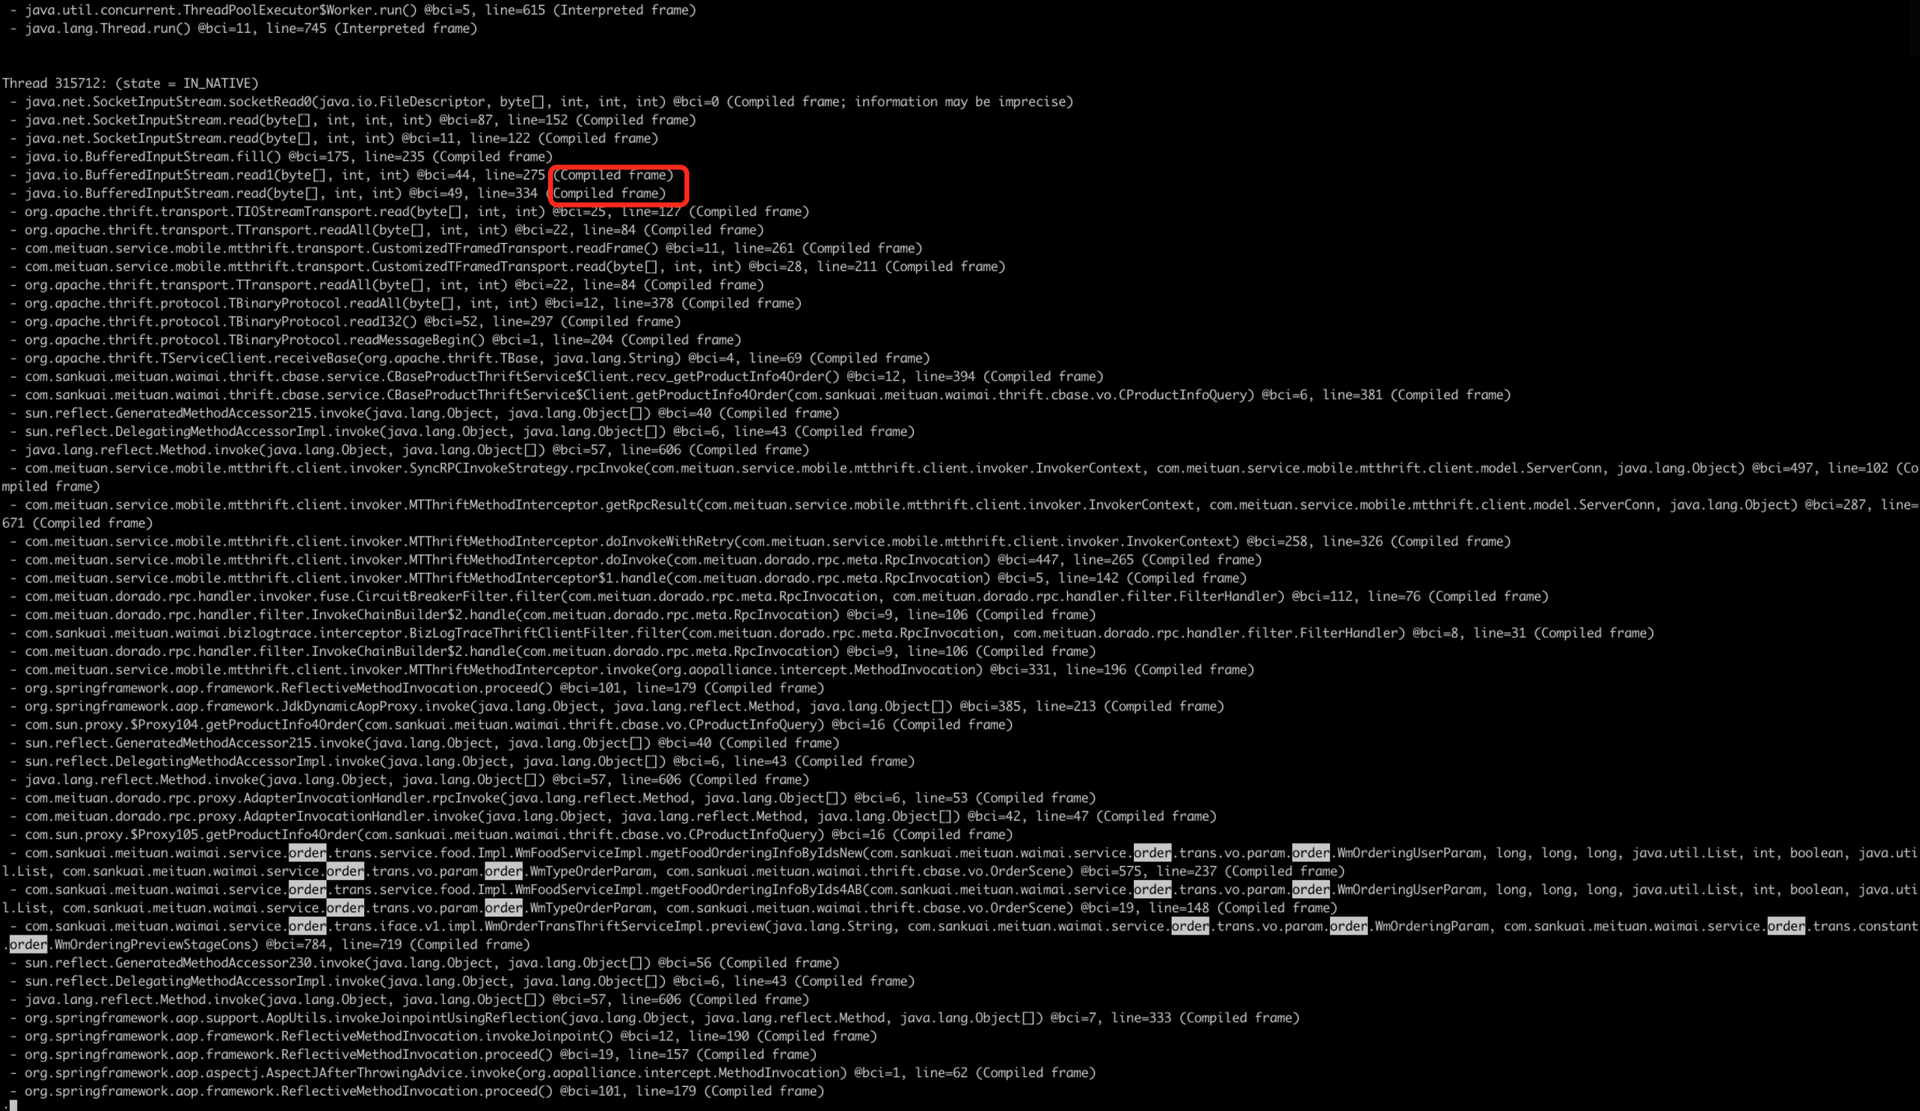 - java.util.concurrent.ThreadPoolExecutor$Worker.run() @bci=5, line=615 (Interpreted frame)
- java.lang.Thread.run() @bci=11, line=745 (Interpreted frame)
Thread 315712: (state = IN_NATIVE)
- java.net.SocketInputStream.socketRead0(java.io.FileDescriptor, byte[], int, int, int) @bci=0 (Compiled frame; information may be imprecise)
- java.net.SocketInputStream.read(byte[], int, int, int) @bci=87, line=152 (Compiled frame)
- java.net.SocketInputStream.read(byte[], int, int) @bci=11, line=122 (Compiled frame)
- java.io.BufferedInputStream.fill() @bci=175, line=235 (Compiled frame)
- java.io.BufferedInputStream.read1(byte[], int, int) @bci=44, line=275 (Compiled frame)
- java.io.BufferedInputStream.read(byte[], int, int) @bci=49, line=334 (Compiled frame)
- org.apache.thrift.transport.TIOStreamTransport.read(byte[], int, int) @bci=25, line=127 (Compiled frame)
- org.apache.thrift.transport.TTransport.readAll(byte[], int, int) @bci=22, line=84 (Compiled frame)
- com.meituan.service.mobile.mtthrift.transport.CustomizedTFramedTransport.readFrame() @bci=11, line=261 (Compiled frame)
- com.meituan.service.mobile.mtthrift.transport.CustomizedTFramedTransport.read(byte[], int, int) @bci=28, line=211 (Compiled frame)
- org.apache.thrift.transport.TTransport.readAll(byte[], int, int) @bci=22, line=84 (Compiled frame)
- org.apache.thrift.protocol.TBinaryProtocol.readAll(byte[], int, int) @bci=12, line=378 (Compiled frame)
- org.apache.thrift.protocol.TBinaryProtocol.readI32() @bci=52, line=297 (Compiled frame)
- org.apache.thrift.protocol.TBinaryProtocol.readMessageBegin() @bci=1, line=204 (Compiled frame)
- org.apache.thrift.TServiceClient.receiveBase(org.apache.thrift.TBase, java.lang.String) @bci=4, line=69 (Compiled frame)
- com.sankuai.meituan.waimai.thrift.cbase.service.CBaseProductThriftService$Client.recv_getProductInfo4Order() @bci=12, line=394 (Compiled frame)
- com.sankuai.meituan.waimai.thrift.cbase.service.CBaseProductThriftService$Client.getProductInfo4Order(com.sankuai.meituan.waimai.thrift.cbase.vo.CProductInfoQuery) @bci=6, line=381 (Compiled frame)
- sun.reflect.GeneratedMethodAccessor215.invoke(java.lang.Object, java.lang.Object[]) @bci=40 (Compiled frame)
- sun.reflect.DelegatingMethodAccessorImpl.invoke(java.lang.Object, java.lang.Object[]) @bci=6, line=43 (Compiled frame)
- java.lang.reflect.Method.invoke(java.lang.Object, java.lang.Object[]) @bci=57, line=606 (Compiled frame)
- com.meituan.service.mobile.mtthrift.client.invoker.SyncRPCInvokeStrategy.rpcInvoke(com.meituan.service.mobile.mtthrift.client.invoker.InvokerContext, com.meituan.service.mobile.mtthrift.client.model.ServerConn, java.lang.Object) @bci=497, line=102 (Co
mpiled frame)
- com.meituan.service.mobile.mtthrift.client.invoker.MTThriftMethodInterceptor.getRpcResult(com.meituan.service.mobile.mtthrift.client.invoker.InvokerContext, com.meituan.service.mobile.mtthrift.client.model.ServerConn, java.lang.Object) @bci=287, line=
671 (Compiled frame)
- com.meituan.service.mobile.mtthrift.client.invoker.MTThriftMethodInterceptor.doInvokeWithRetry(com.meituan.service.mobile.mtthrift.client.invoker.InvokerContext) @bci=258, line=326 (Compiled frame)
- com.meituan.service.mobile.mtthrift.client.invoker.MTThriftMethodInterceptor.doInvoke(com.meituan.dorado.rpc.meta.RpcInvocation) @bci=447, line=265 (Compiled frame)
- com.meituan.service.mobile.mtthrift.client.invoker.MTThriftMethodInterceptor$1.handle(com.meituan.dorado.rpc.meta.RpcInvocation) @bci=5, line=142 (Compiled frame)
- com.meituan.dorado.rpc.handler.invoker.fuse.CircuitBreakerFilter.filter(com.meituan.dorado.rpc.meta.RpcInvocation, com.meituan.dorado.rpc.handler.filter.FilterHandler) @bci=112, line=76 (Compiled frame)
- com.meituan.dorado.rpc.handler.filter.InvokeChainBuilder$2.handle(com.meituan.dorado.rpc.meta.RpcInvocation) @bci=9, line=106 (Compiled frame)
- com.sankuai.meituan.waimai.bizlogtrace.interceptor.BizLogTraceThriftClientFilter.filter(com.meituan.dorado.rpc.meta.RpcInvocation, com.meituan.dorado.rpc.handler.filter.FilterHandler) @bci=8, line=31 (Compiled frame)
- com.meituan.dorado.rpc.handler.filter.InvokeChainBuilder$2.handle(com.meituan.dorado.rpc.meta.RpcInvocation) @bci=9, line=106 (Compiled frame)
- com.meituan.service.mobile.mtthrift.client.invoker.MTThriftMethodInterceptor.invoke(org.aopalliance.intercept.MethodInvocation) @bci=331, line=196 (Compiled frame)
- org.springframework.aop.framework.ReflectiveMethodInvocation.proceed() @bci=101, line=179 (Compiled frame)
- org.springframework.aop.framework.JdkDynamicAopProxy.invoke(java.lang.Object, java.lang.reflect.Method, java.lang.Object[]) @bci=385, line=213 (Compiled frame)
- com.sun.proxy.$Proxy104.getProductInfo4Order(com.sankuai.meituan.waimai.thrift.cbase.vo.CProductInfoQuery) @bci=16 (Compiled frame)
- sun.reflect.GeneratedMethodAccessor215.invoke(java.lang.Object, java.lang.Object[]) @bci=40 (Compiled frame)
- sun.reflect.DelegatingMethodAccessorImpl.invoke(java.lang.Object, java.lang.Object[]) @bci=6, line=43 (Compiled frame)
- java.lang.reflect.Method.invoke(java.lang.Object, java.lang.Object[]) @bci=57, line=606 (Compiled frame)
- com.meituan.dorado.rpc.proxy.AdapterInvocationHandler.rpcInvoke(java.lang.reflect.Method, java.lang.Object[]) @bci=6, line=53 (Compiled frame)
- com.meituan.dorado.rpc.proxy.AdapterInvocationHandler.invoke(java.lang.Object, java.lang.reflect.Method, java.lang.Object[]) @bci=42, line=47 (Compiled frame)
- com.sun.proxy.$Proxy105.getProductInfo4Order(com.sankuai.meituan.waimai.thrift.cbase.vo.CProductInfoQuery) @bci=16 (Compiled frame)
- com.sankuai.meituan.waimai.service.order.trans.service.food.Impl.WmFoodServiceImpl.mgetFoodOrderingInfoByIdsNew(com.sankuai.meituan.waimai.service.order.trans.vo.param.order.WmOrderingUserParam, long, long, long, java.util.List, int, boolean, java.uti
l.List, com.sankuai.meituan.waimai.service.order.trans.vo.param.order.WmTypeOrderParam, com.sankuai.meituan.waimai.thrift.cbase.vo.OrderScene) @bci=575, line=237 (Compiled frame)
- com.sankuai.meituan.waimai.service.order.trans.service.food.Impl.WmFoodServiceImpl.mgetFoodOrderingInfoByIds4AB(com.sankuai.meituan.waimai.service.order.trans.vo.param.order.WmOrderingUserParam, long, long, long, java.util.List, int, boolean, java.uti
l.List, com.sankuai.meituan.waimai.service.order.trans.vo.param.order.WmTypeOrderParam, com.sankuai.meituan.waimai.thrift.cbase.vo.OrderScene) @bci=19, line=148 (Compiled frame)
- com.sankuai.meituan.waimai.service.order.trans.iface.v1.impl.WmOrderTransThriftServiceImpl.preview(java.lang.String, com.sankuai.meituan.waimai.service.order.trans.vo.param.order.WmOrderingParam, com.sankuai.meituan.waimai.service.order.trans.constant
.order.WmOrderingPreviewStageCons) @bci=784, line=719 (Compiled frame)
- sun.reflect.GeneratedMethodAccessor230.invoke(java.lang.Object, java.lang.Object[]) @bci=56 (Compiled frame)
- sun.reflect.DelegatingMethodAccessorImpl.invoke(java.lang.Object, java.lang.Object[]) @bci=6, line=43 (Compiled frame)
- java.lang.reflect.Method.invoke(java.lang.Object, java.lang.Object[]) @bci=57, line=606 (Compiled frame)
- org.springframework.aop.support.AopUtils.invokeJoinpointUsingReflection(java.lang.Object, java.lang.reflect.Method, java.lang.Object[]) @bci=7, line=333 (Compiled frame)
- org.springframework.aop.framework.ReflectiveMethodInvocation.invokeJoinpoint() @bci=12, line=190 (Compiled frame)
- org.springframework.aop.framework.ReflectiveMethodInvocation.proceed() @bci=19, line=157 (Compiled frame)
- org.springframework.aop.aspectj.AspectJAfterThrowingAdvice.invoke(org.aopalliance.intercept.MethodInvocation) @bci=1, line=62 (Compiled frame)
- org.springframework.aop.framework.ReflectiveMethodInvocation.proceed() @bci=101, line=179 (Compiled frame)